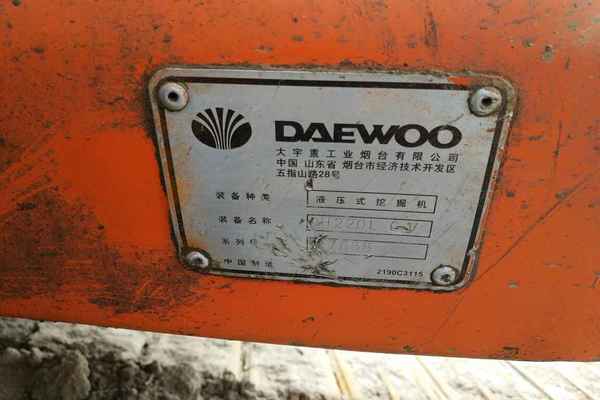 DAEWOO
大宇重工业烟台有限公司
中国 山东省 烟台市经济技术开发区
五指山路28号
装备种类 液压式挖掘机
装备名称
系列号
中国制造 2190C3115